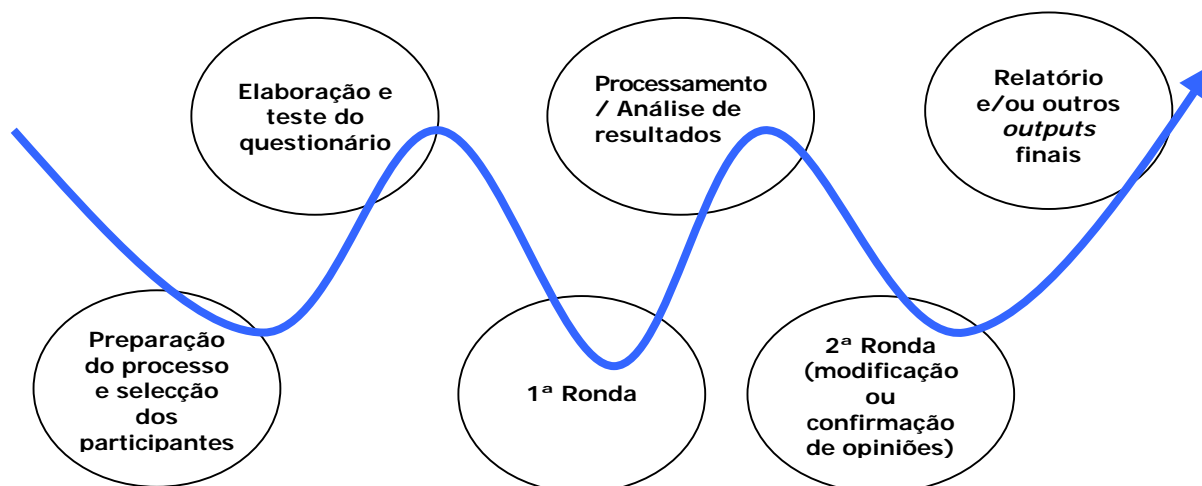 Preparação
do processo
e selecção
dos
participantes
Elaboração e
teste do
questionário
1ª Ronda
Processamento
/ Análise de
resultados
2ª Ronda
(modificação
ou
confirmação
de opiniões)
Relatório
e/ou outros
outputs
finais